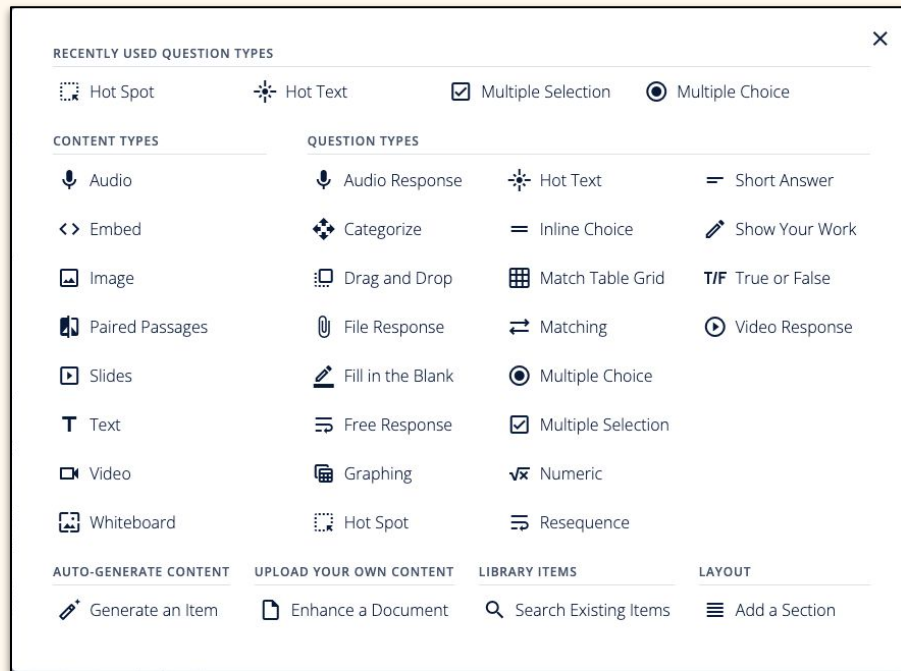 RECENTLY USED QUESTION TYPES
Hot Spot
Hot Text
Multiple Selection
Multiple Choice
CONTENT TYPES
Audio
Embed
Image
Paired Passages
Slides
Text
Video
Whiteboard
QUESTION TYPES
Audio Response
Categorize
Drag and Drop
File Response
Fill in the Blank
Free Response
Graphing
Hot Spot
Hot Text
Inline Choice
Match Table Grid
Matching
Multiple Choice
Multiple Selection
Numeric
Resequence
Short Answer
Show Your Work
T/F True or False
Video Response
AUTO-GENERATE CONTENT
Generate an Item
UPLOAD YOUR OWN CONTENT
Enhance a Document
LIBRARY ITEMS
Search Existing Items
LAYOUT
Add a Section